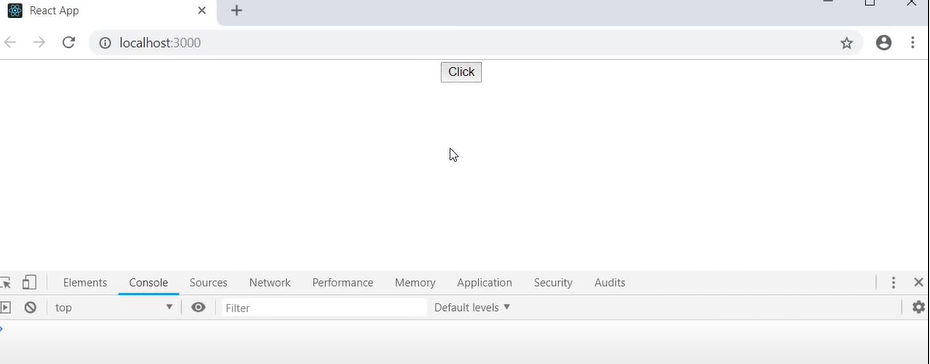 React App
localhost:3000
Click
Elements Console Sources Network Performance Memory Application Security Audits
top Filter Default levels